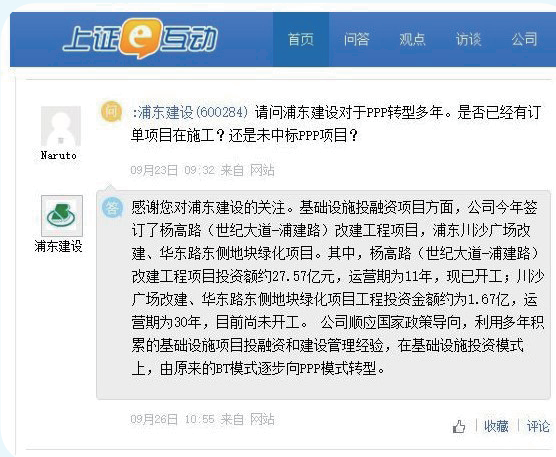 上证e互动
首页 问答 观点 访谈 公司
问 :浦东建设(600284) 请问浦东建设对于PPP转型多年。是否已经有订
单项目在施工？还是未中标PPP项目？
Naruto
09月23日 09:32 来自 网站
答 感谢您对浦东建设的关注。基础设施投融资项目方面，公司今年签
订了杨高路（世纪大道-浦建路）改建工程项目，浦东川沙广场改
浦东建设
建、华东路东侧地块绿化项目。其中，杨高路（世纪大道-浦建路）
改建工程项目投资额约27.57亿元，运营期为11年，现已开工；川沙
广场改建、华东路东侧地块绿化项目工程投资金额约为1.67亿，运
营期为30年，目前尚未开工。 公司顺应国家政策导向，利用多年积
累的基础设施项目投融资和建设管理经验，在基础设施投资模式
上，由原来的BT模式逐步向PPP模式转型。
09月26日 10:55 来自 网站
收藏 评论